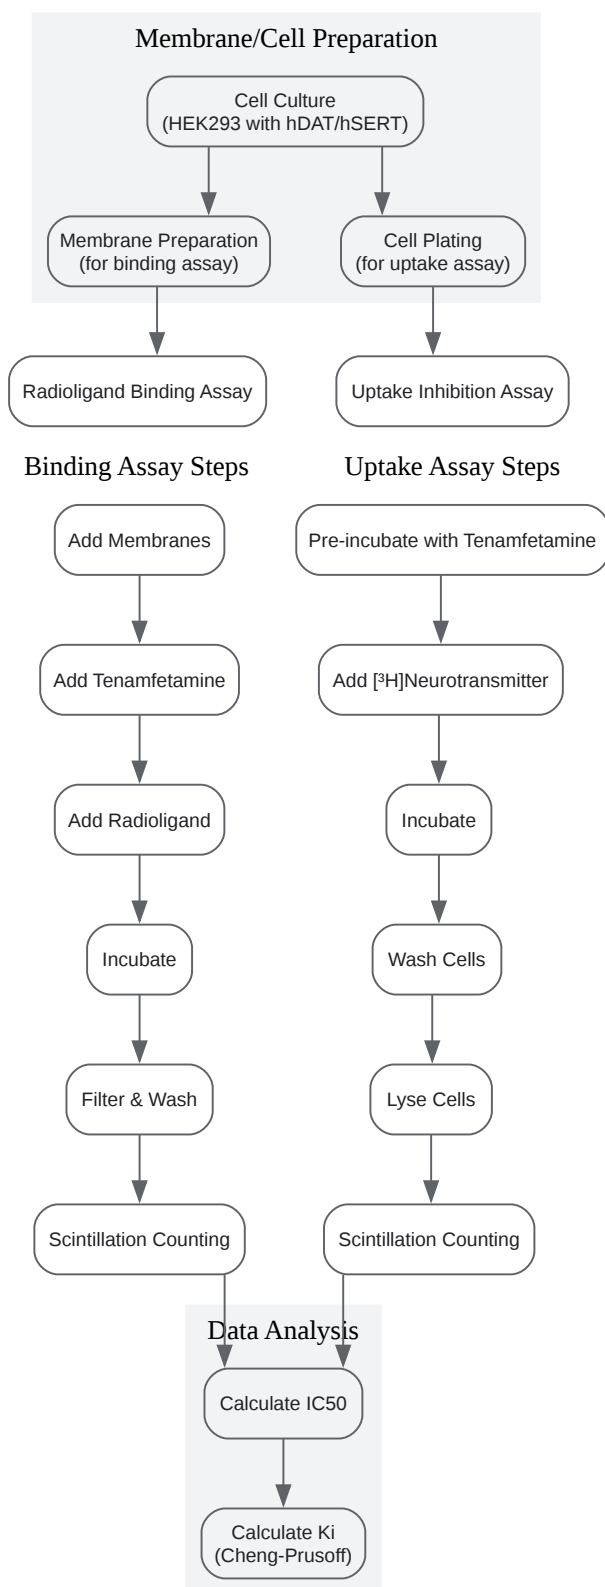 Membrane/Cell Preparation
Cell Culture
(HEK293 with hDAT/hSERT)
Membrane Preparation
(for binding assay)
Cell Plating
(for uptake assay)
Radioligand Binding Assay
Uptake Inhibition Assay
Binding Assay Steps
Uptake Assay Steps
Add Membranes
Pre-incubate with Tenamfetamine
Add Tenamfetamine
Add [³H]Neurotransmitter
Add Radioligand
Incubate
Incubate
Wash Cells
Filter & Wash
Lyse Cells
Scintillation Counting
Scintillation Counting
Data Analysis
Calculate IC50
Calculate Ki
(Cheng-Prusoff)